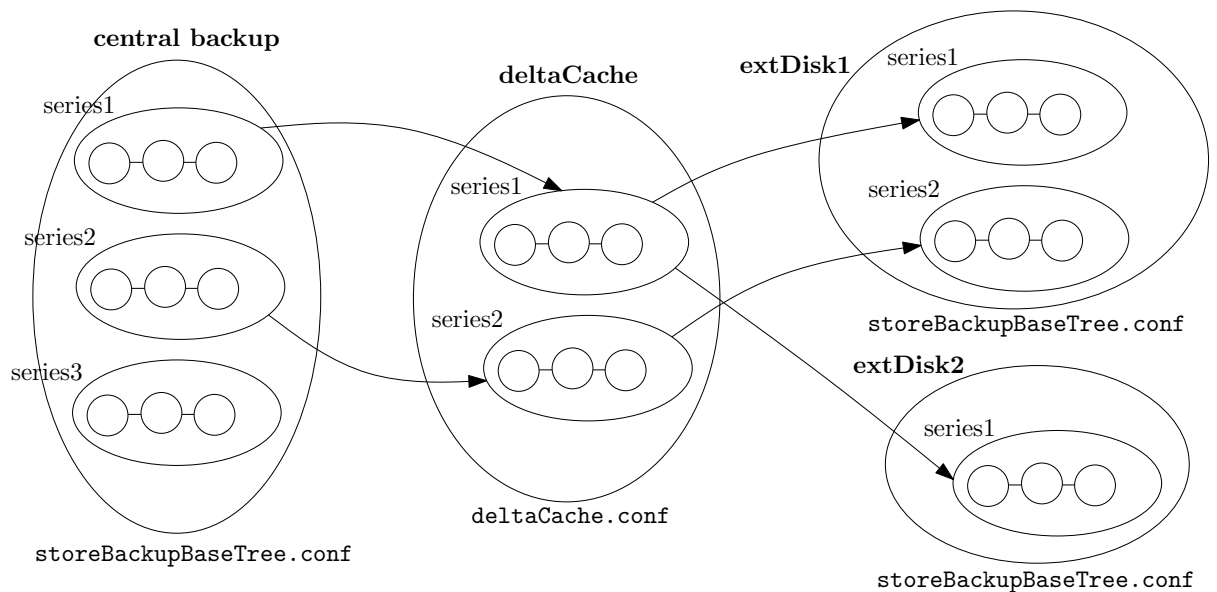 central backup
series1
series2
series3
storeBackupBaseTree.conf
deltaCache
series1
series2
deltaCache.conf
extDisk1
series1
series2
storeBackupBaseTree.conf
extDisk2
series1
storeBackupBaseTree.conf